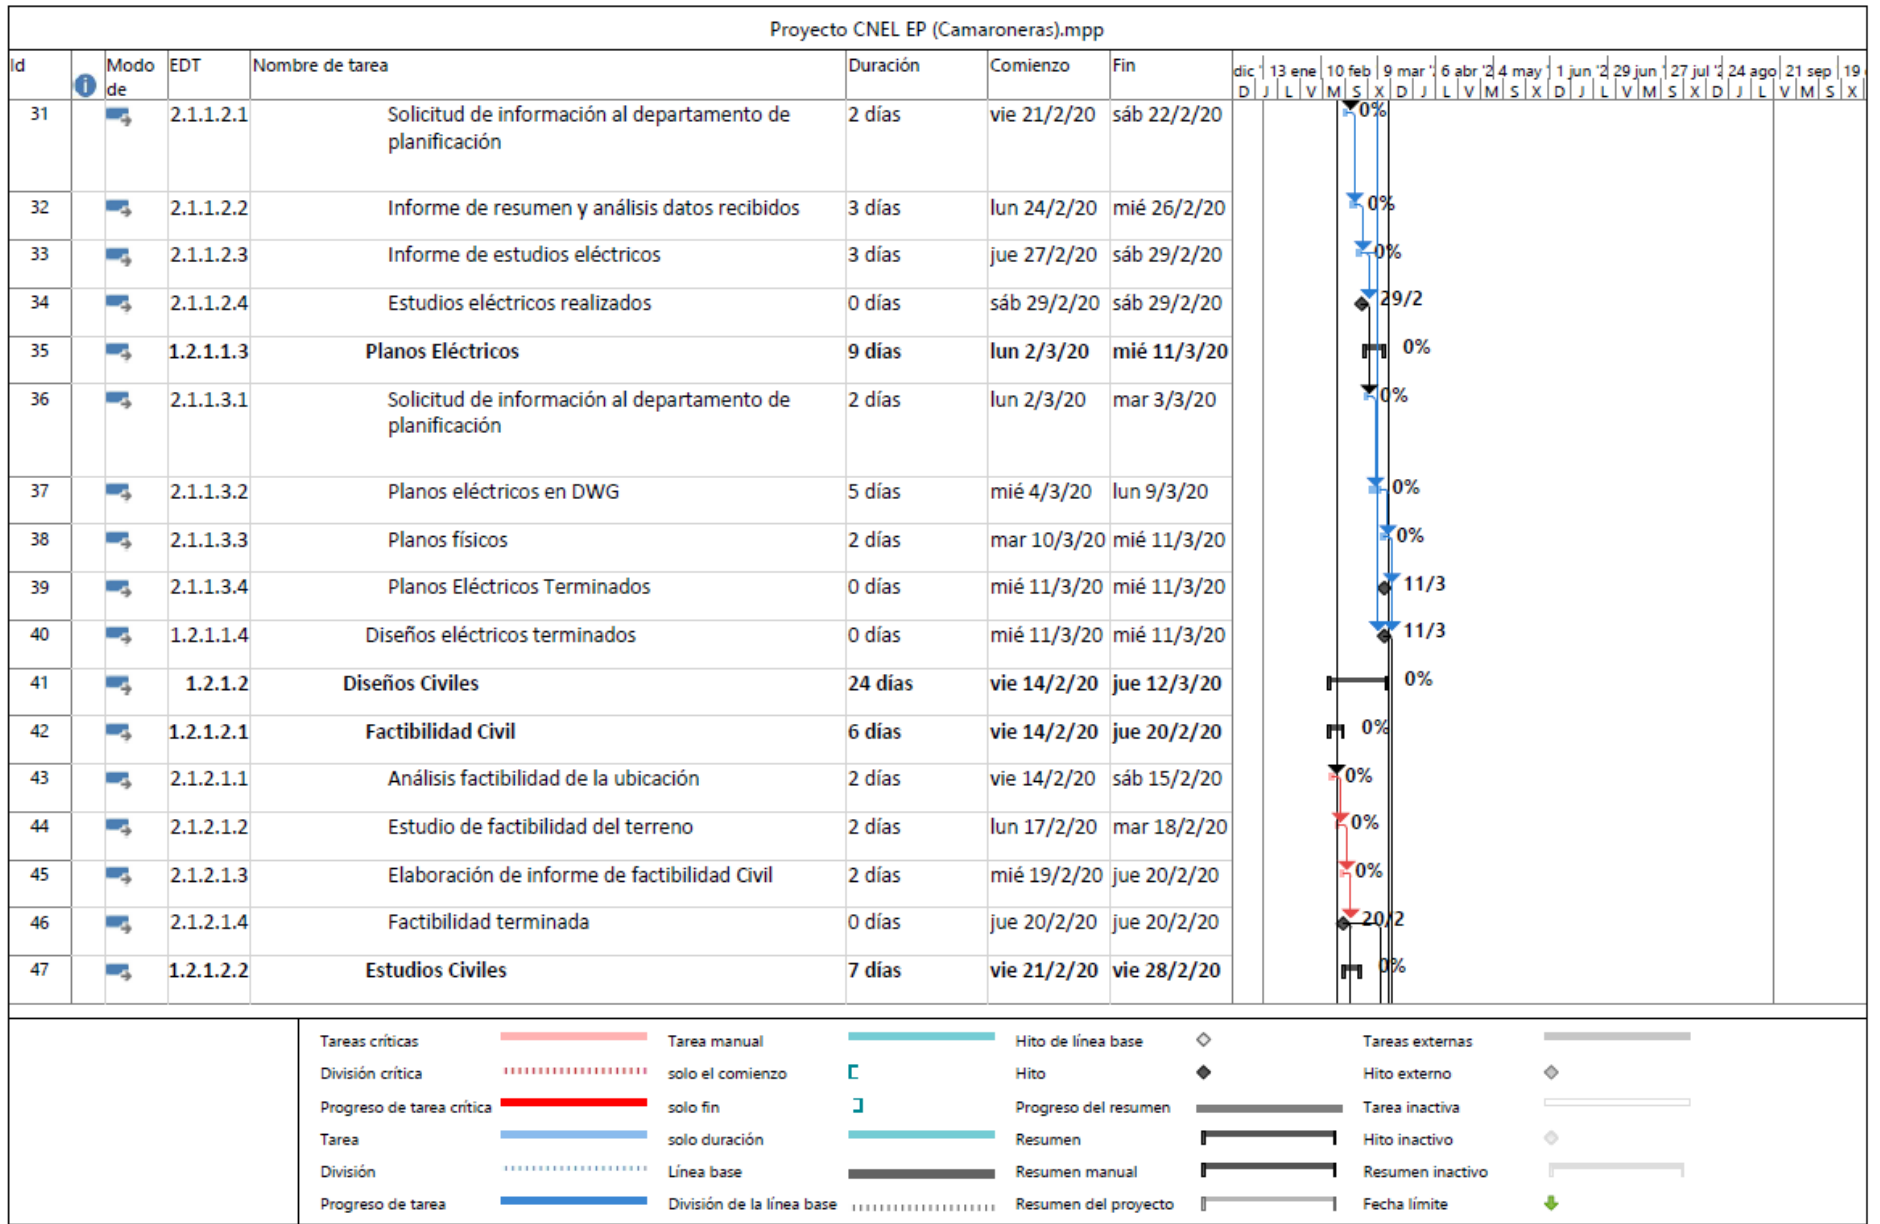 Proyecto CNEL EP (Camaroneras).mpp
Id Modo de EDT Nombre de tarea Duración Comienzo Fin
dic ' 13 ene 10 feb 9 mar '2 6 abr '2 4 may ' 1 jun '2 29 jun ' 27 jul '2 24 ago 21 sep 19
D J L V M S X D J L V M S X D J L V M S X D J L V M S X
31 2.1.1.2.1 Solicitud de información al departamento de planificación 2 días vie 21/2/20 sáb 22/2/20 0%
32 2.1.1.2.2 Informe de resumen y análisis datos recibidos 3 días lun 24/2/20 mié 26/2/20 0%
33 2.1.1.2.3 Informe de estudios eléctricos 3 días jue 27/2/20 sáb 29/2/20 0%
34 2.1.1.2.4 Estudios eléctricos realizados 0 días sáb 29/2/20 sáb 29/2/20 29/2
35 1.2.1.1.3 Planos Eléctricos 9 días lun 2/3/20 mié 11/3/20 0%
36 2.1.1.3.1 Solicitud de información al departamento de planificación 2 días lun 2/3/20 mar 3/3/20 0%
37 2.1.1.3.2 Planos eléctricos en DWG 5 días mié 4/3/20 lun 9/3/20 0%
38 2.1.1.3.3 Planos físicos 2 días mar 10/3/20 mié 11/3/20 0%
39 2.1.1.3.4 Planos Eléctricos Terminados 0 días mié 11/3/20 mié 11/3/20 11/3
40 1.2.1.1.4 Diseños eléctricos terminados 0 días mié 11/3/20 mié 11/3/20 11/3
41 1.2.1.2 Diseños Civiles 24 días vie 14/2/20 jue 12/3/20 0%
42 1.2.1.2.1 Factibilidad Civil 6 días vie 14/2/20 jue 20/2/20 0%
43 2.1.2.1.1 Análisis factibilidad de la ubicación 2 días vie 14/2/20 sáb 15/2/20 0%
44 2.1.2.1.2 Estudio de factibilidad del terreno 2 días lun 17/2/20 mar 18/2/20 0%
45 2.1.2.1.3 Elaboración de informe de factibilidad Civil 2 días mié 19/2/20 jue 20/2/20 0%
46 2.1.2.1.4 Factibilidad terminada 0 días jue 20/2/20 jue 20/2/20 20/2
47 1.2.1.2.2 Estudios Civiles 7 días vie 21/2/20 vie 28/2/20 0%
Tareas críticas Tarea manual Hito de línea base Tareas externas
División crítica solo el comienzo Hito Hito externo
Progreso de tarea crítica solo fin Progreso del resumen Tarea inactiva
Tarea solo duración Resumen Hito inactivo
División Línea base Resumen manual Resumen inactivo
Progreso de tarea División de la línea base Resumen del proyecto Fecha límite